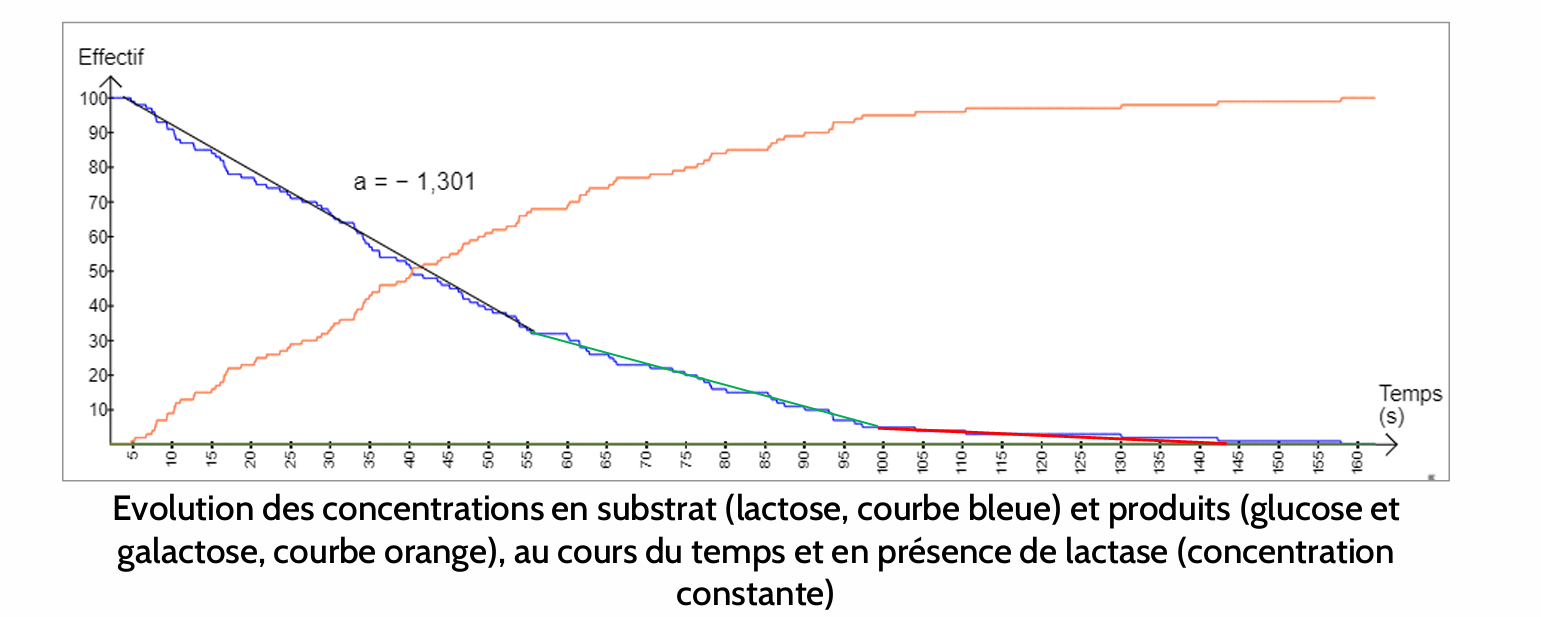 Effectif
100
90
80
70
60
50
40
30
20
10
a = − 1,301
Temps
(s)
5 10 15 20 25 30 35 40 45 50 55 60 65 70 75 80 85 90 95 100 105 110 115 120 125 130 135 140 145 150 155 160
Evolution des concentrations en substrat (lactose, courbe bleue) et produits (glucose et
galactose, courbe orange), au cours du temps et en présence de lactase (concentration
constante)